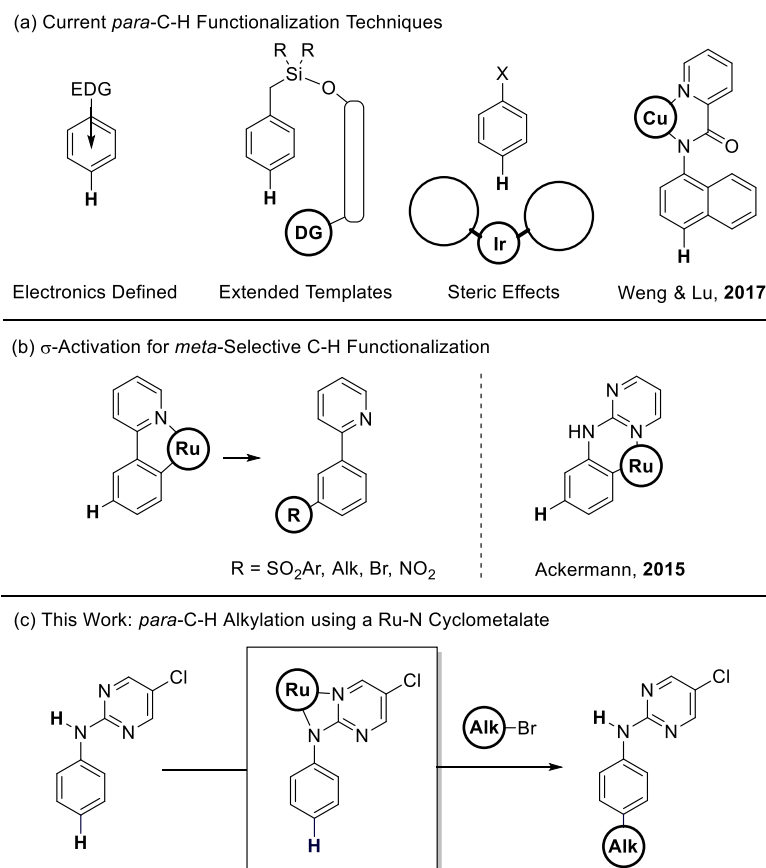 (a) Current para-C-H Functionalization Techniques
EDG
H
R R
Si
O
H
DG
X
H
Ir
N
Cu
N
O
H
Electronics Defined
Extended Templates
Steric Effects
Weng & Lu, 2017
(b) σ-Activation for meta-Selective C-H Functionalization
N
Ru
H
N
R
R = SO2Ar, Alk, Br, NO2
N
HN
N
Ru
H
Ackermann, 2015
(c) This Work: para-C-H Alkylation using a Ru-N Cyclometalate
Cl
N
H
N
N
H
Ru
N
Cl
N
N
H
Alk
Br
Cl
N
H
N
N
Alk